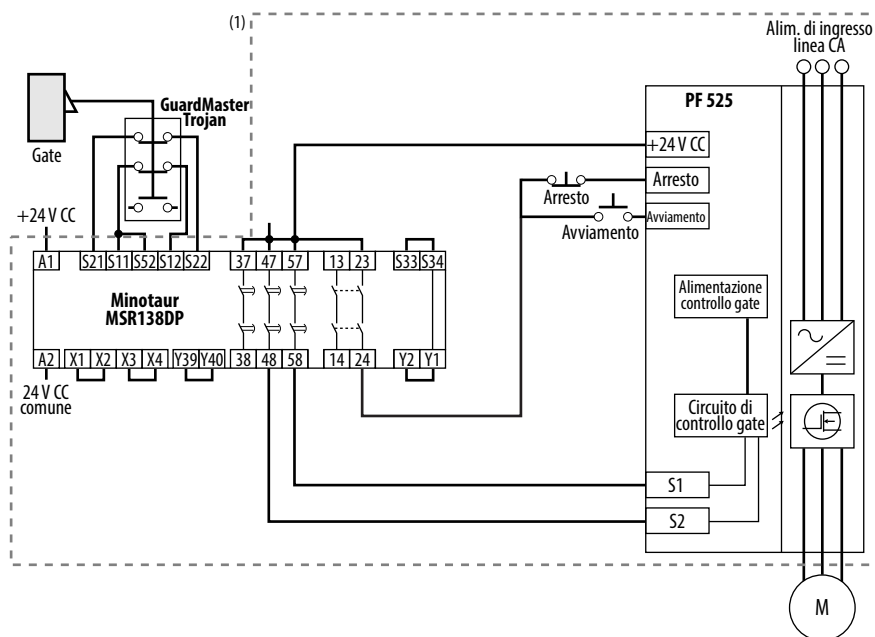 (1)
Alim. di ingresso
linea CA
GuardMaster
Trojan
PF 525
Gate
+24 V CC
Arresto
Arresto
Avviamento
Avviamento
+24 V CC
A1 S21 S11 S52 S12 S22 37 47 57 13 23 S33 S34
Minotaur
MSR138DP
Alimentazione
controllo gate
A2 X1 X2 X3 X4 Y39 Y40 38 48 58 14 24 Y2 Y1
24 V CC
comune
Circuito di
controllo gate
S1
S2
M